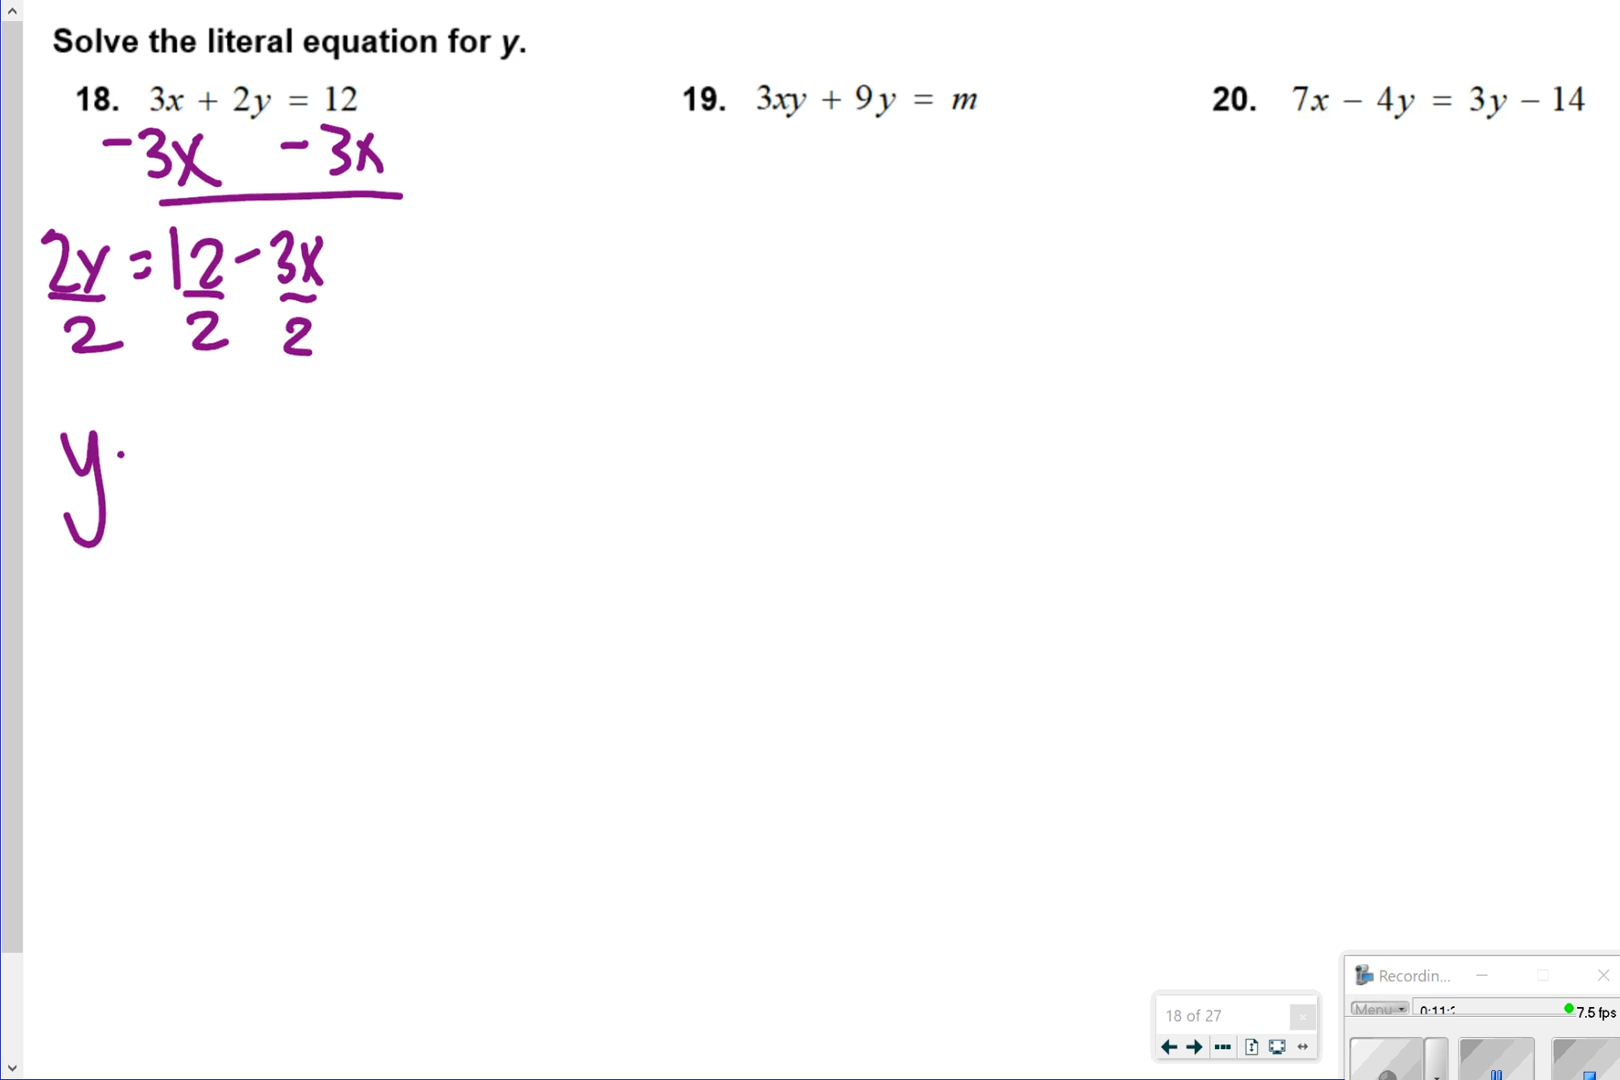 Solve the literal equation for y.
18. 3x + 2y = 12
19. 3xy + 9y = m
20. 7x − 4y = 3y − 14
-3x -3x
2y = 12 - 3x
2 2 2
y
18 of 27
Recordin...
Menu
7.5 fps